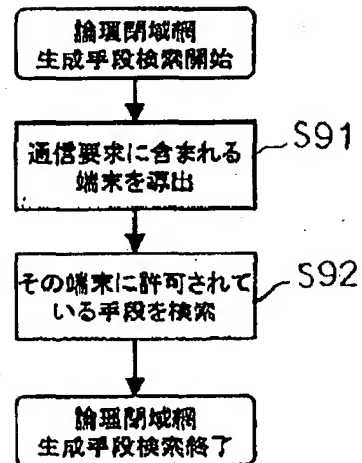 論理閉域網
生成手段検索開始
通信要求に含まれる
端末を導出
S91
その端末に許可されて
いる手段を検索
S92
論理閉域網
生成手段検索終了